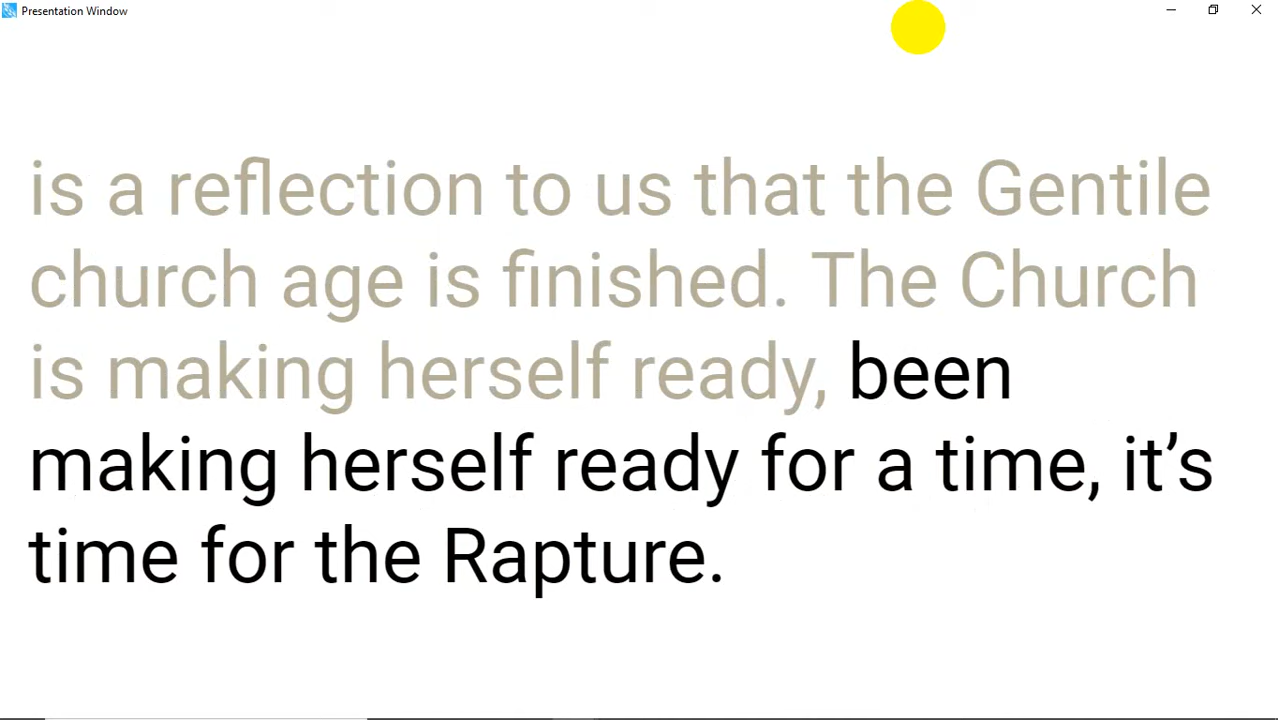 Presentation Window
is a reflection to us that the Gentile
church age is finished. The Church
is making herself ready, been
making herself ready for a time, it’s
time for the Rapture.